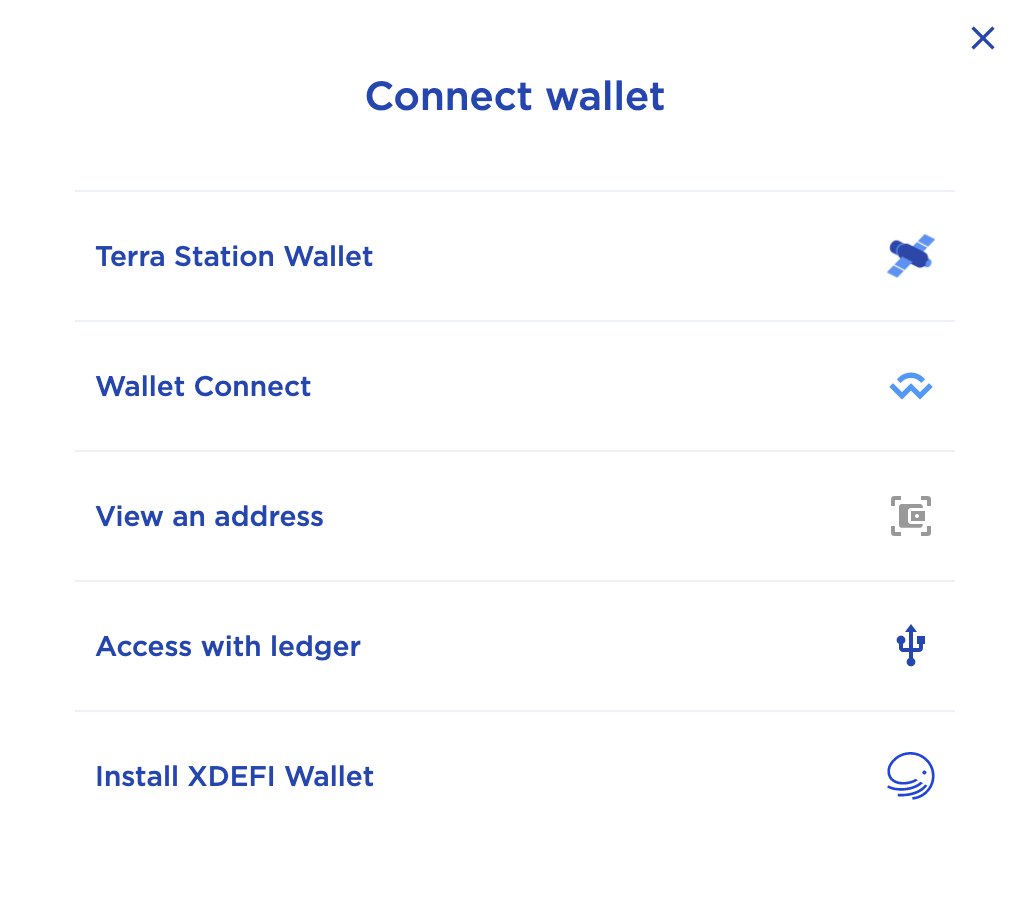 Connect wallet
Terra Station Wallet
Wallet Connect
View an address
Access with ledger
Install XDEFI Wallet